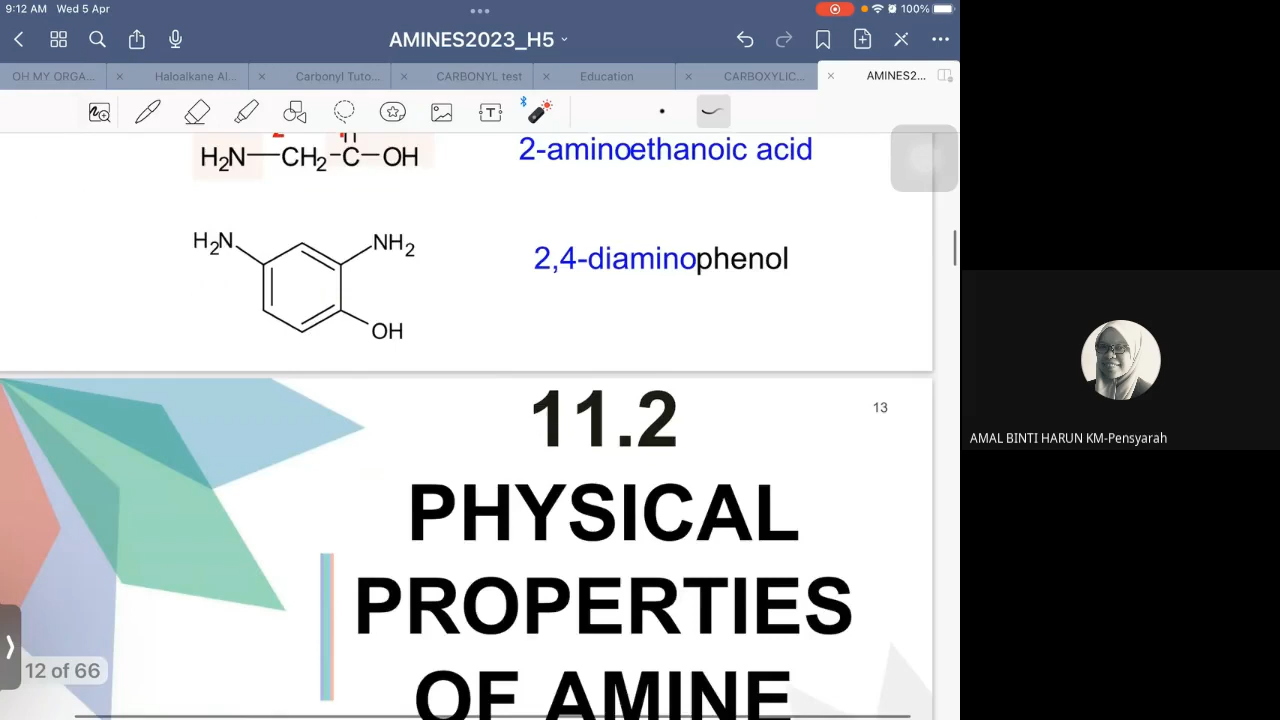 9:12 AM Wed 5 Apr
100%
AMINES2023_H5
OH MY ORGA...
Haloalkane Al...
Carbonyl Tuto...
CARBONYL test
Education
CARBOXYLIC...
AMINES2...
H₂N—CH₂—C—OH
2-aminoethanoic acid
H₂N
NH₂
2,4-diaminophenol
OH
11.2
13
PHYSICAL
PROPERTIES
OF AMINE
12 of 66
AMAL BINTI HARUN KM-Pensyarah